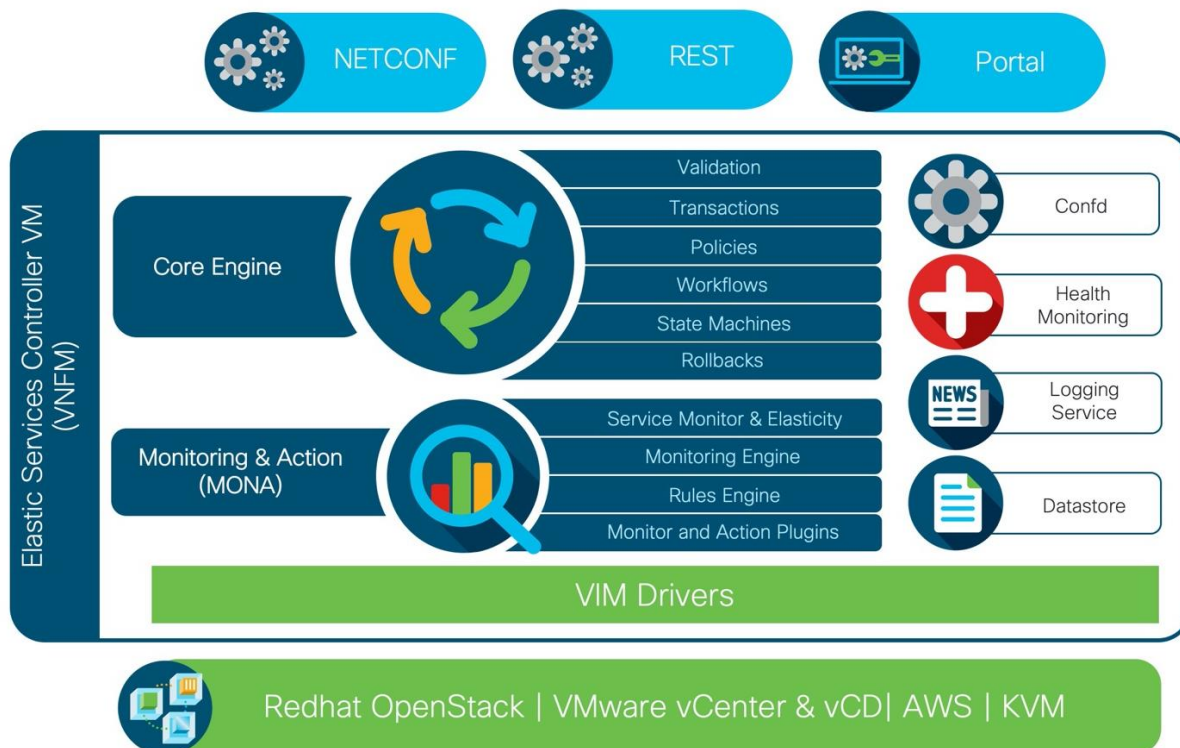 NETCONF
REST
Portal
Elastic Services Controller VM
(VNFM)
Core Engine
Validation
Transactions
Policies
Workflows
State Machines
Rollbacks
Monitoring & Action
(MONA)
Service Monitor & Elasticity
Monitoring Engine
Rules Engine
Monitor and Action Plugins
Confd
Health
Monitoring
NEWS
Logging
Service
Datastore
VIM Drivers
Redhat OpenStack | VMware vCenter & vCD| AWS | KVM